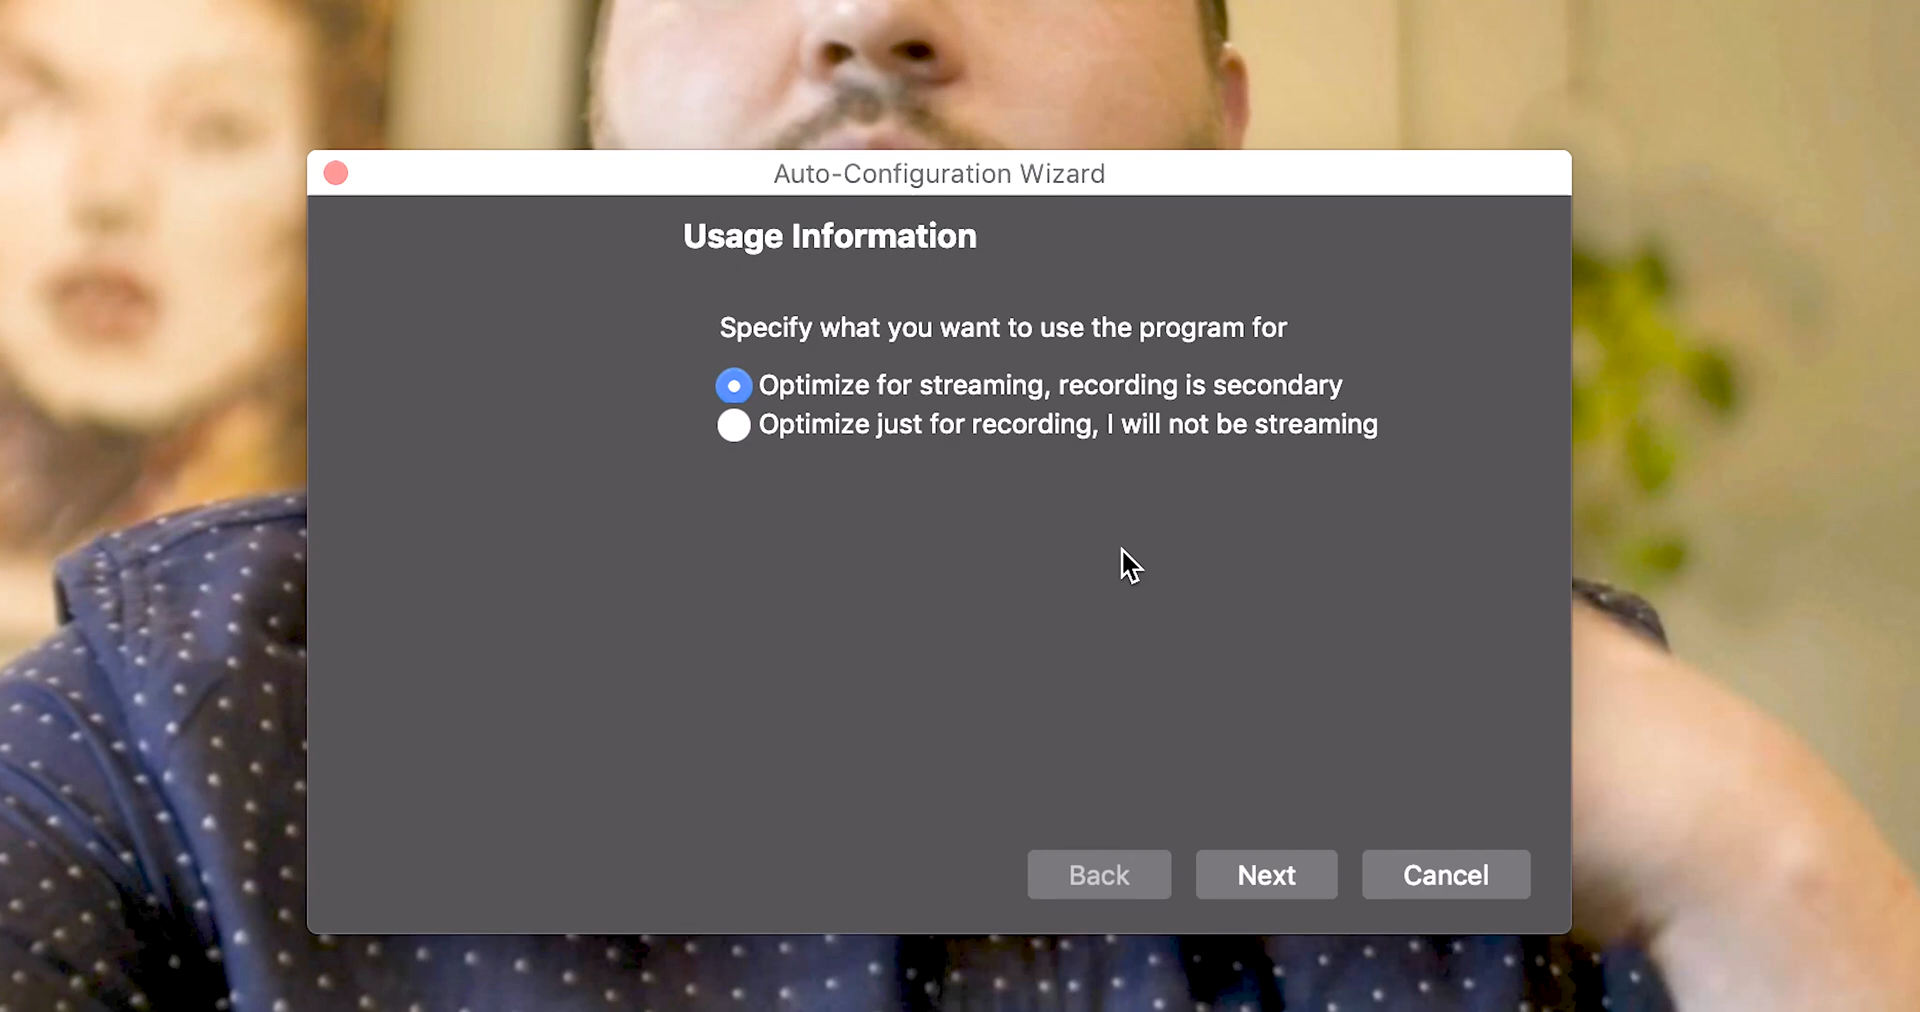 Auto-Configuration Wizard
Usage Information
Specify what you want to use the program for
Optimize for streaming, recording is secondary
Optimize just for recording, I will not be streaming
Back
Next
Cancel